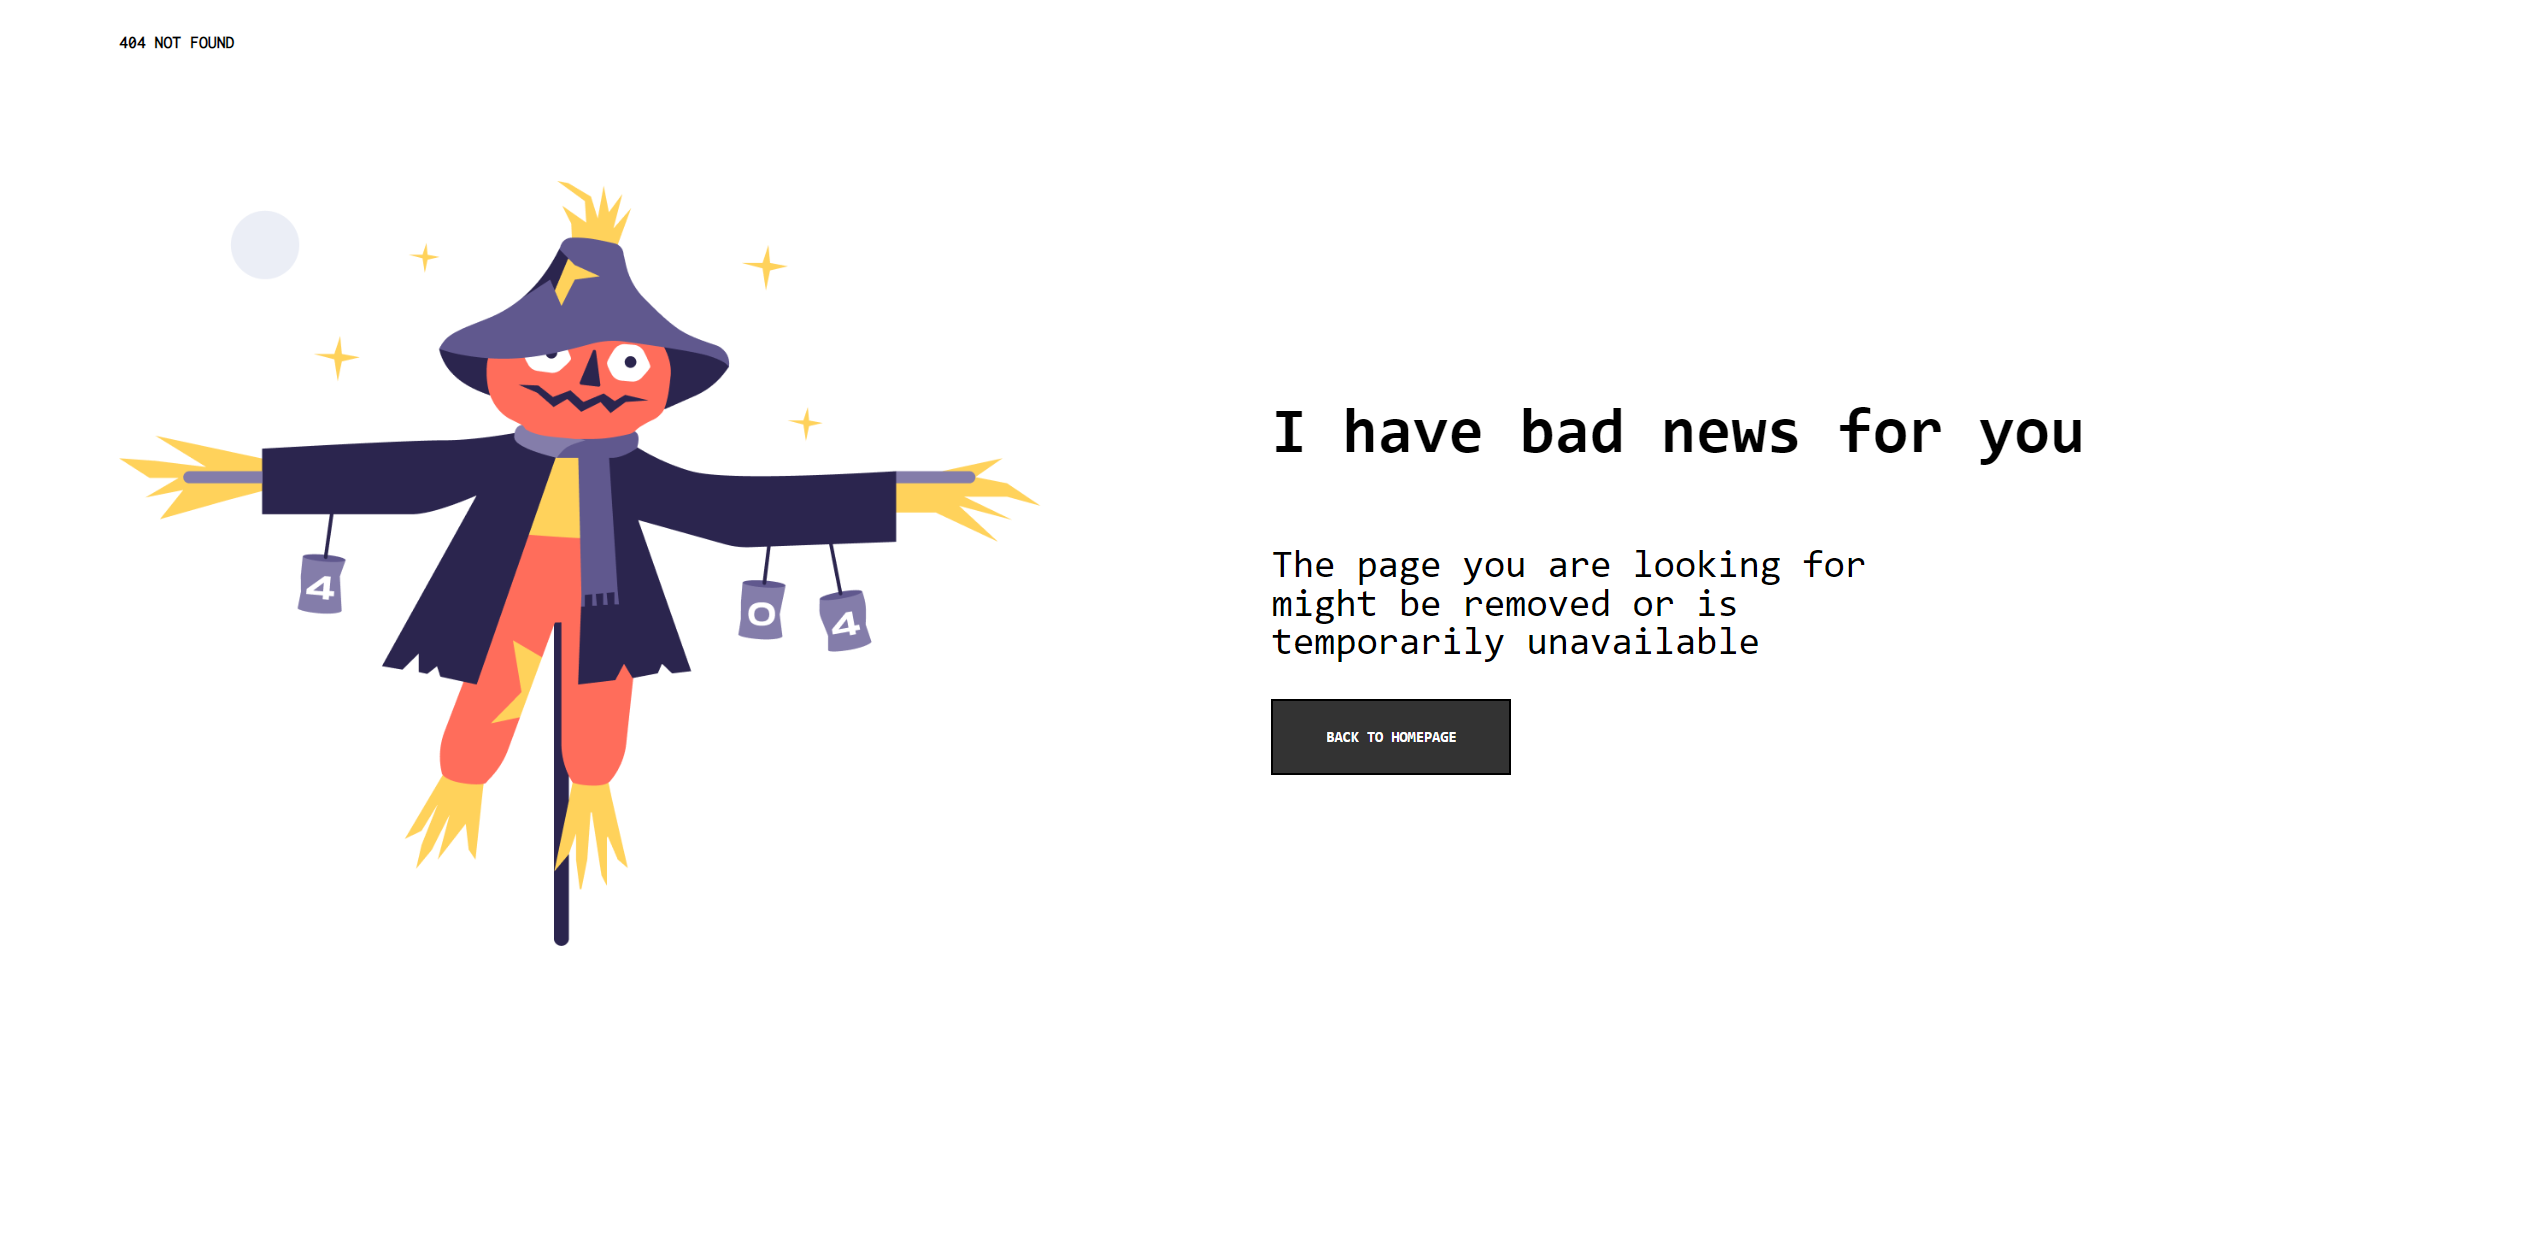 404 NOT FOUND
4
0
4
I have bad news for you
The page you are looking for
might be removed or is
temporarily unavailable
BACK TO HOMEPAGE